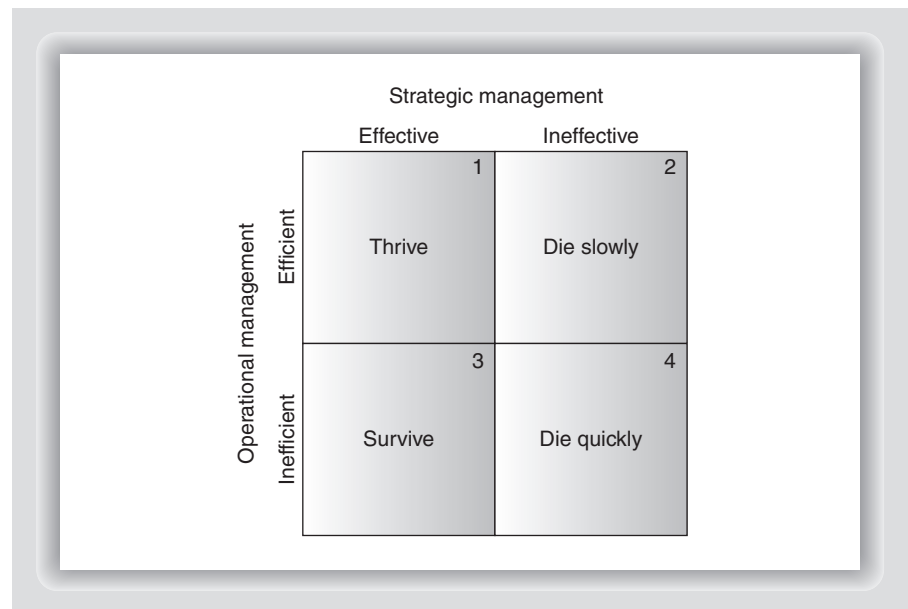 Strategic management
Effective Ineffective
Operational management
Efficient
1
Thrive
2
Die slowly
Inefficient
3
Survive
4
Die quickly